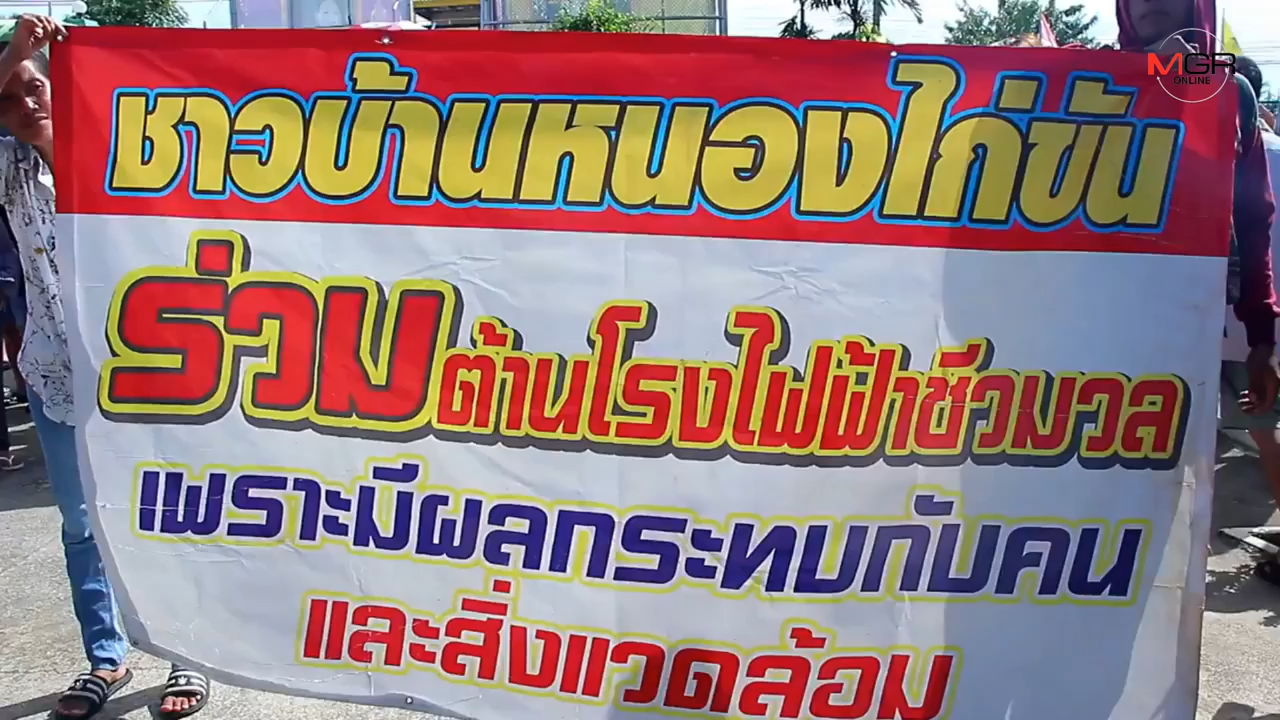 ชาวบ้านหนองไก่ขัน
ร่วมต้านโรงไฟฟ้าชีวมวล
เพราะมีผลกระทบกับคน
และสิ่งแวดล้อม
MGR
ONLINE